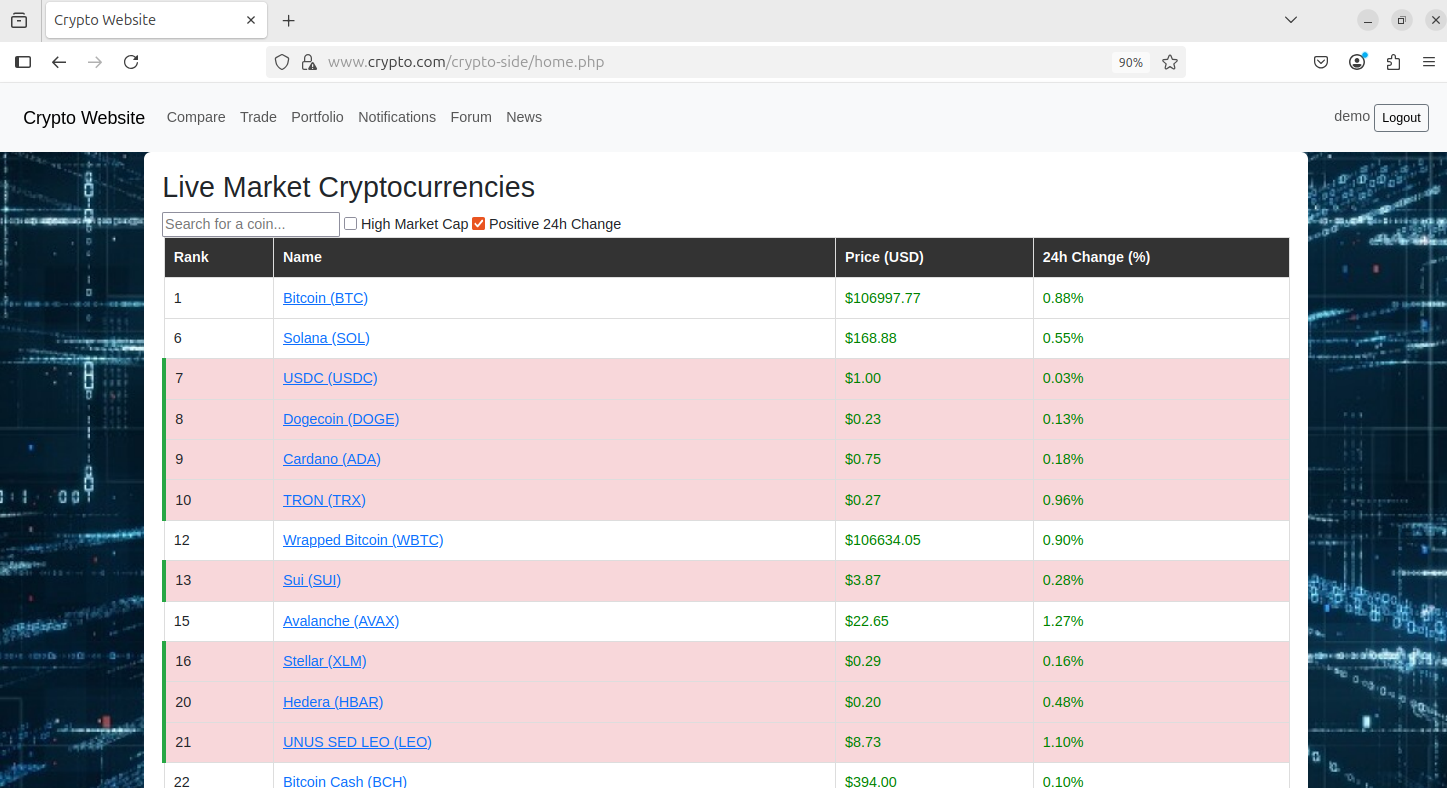 Crypto Website
www.crypto.com/crypto-side/home.php 90%
Crypto Website Compare Trade Portfolio Notifications Forum News demo Logout
Live Market Cryptocurrencies
Search for a coin... High Market Cap Positive 24h Change
Rank Name Price (USD) 24h Change (%)
1 Bitcoin (BTC) $106997.77 0.88%
6 Solana (SOL) $168.88 0.55%
7 USDC (USDC) $1.00 0.03%
8 Dogecoin (DOGE) $0.23 0.13%
9 Cardano (ADA) $0.75 0.18%
10 TRON (TRX) $0.27 0.96%
12 Wrapped Bitcoin (WBTC) $106634.05 0.90%
13 Sui (SUI) $3.87 0.28%
15 Avalanche (AVAX) $22.65 1.27%
16 Stellar (XLM) $0.29 0.16%
20 Hedera (HBAR) $0.20 0.48%
21 UNUS SED LEO (LEO) $8.73 1.10%
22 Bitcoin Cash (BCH) $394.00 0.10%